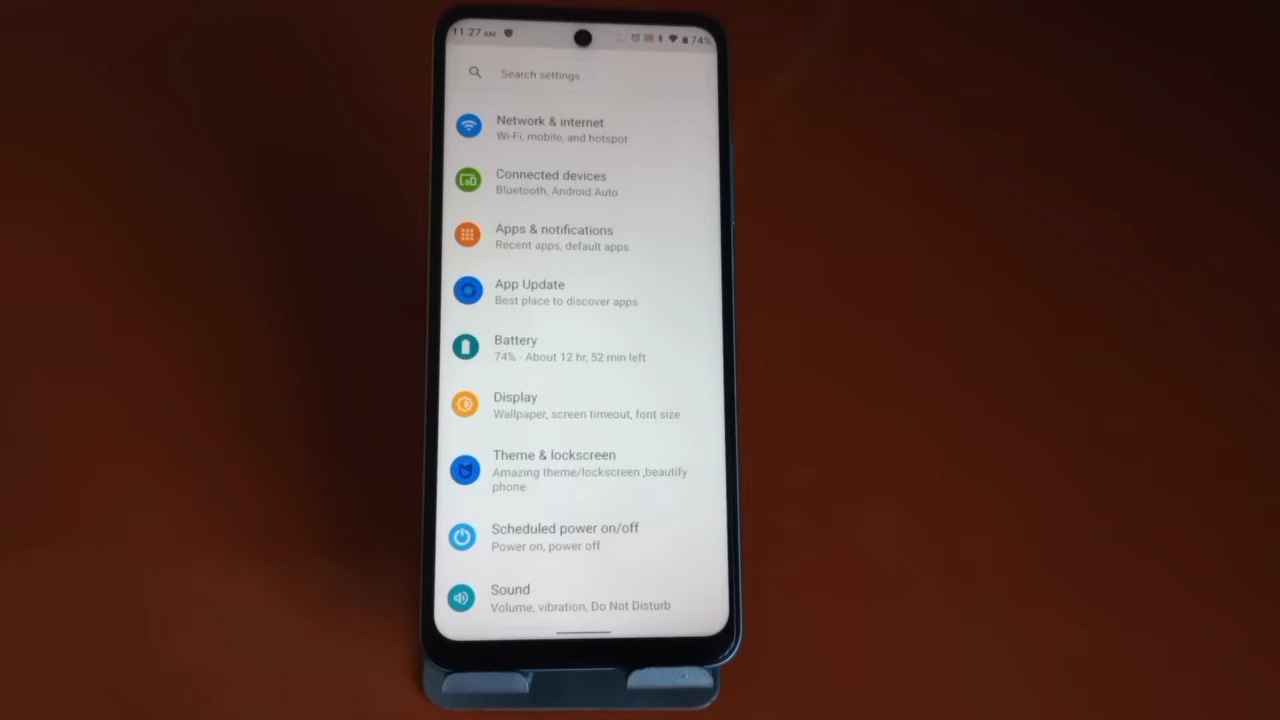 11:27 AM
74%
Search settings
Network & internet
Wi-Fi, mobile, and hotspot
Connected devices
Bluetooth, Android Auto
Apps & notifications
Recent apps, default apps
App Update
Best place to discover apps
Battery
74% - About 12 hr, 52 min left
Display
Wallpaper, screen timeout, font size
Theme & lockscreen
Amazing theme/lockscreen ,beautify
phone.
Scheduled power on/off
Power on, power off
Sound
Volume, vibration, Do Not Disturb